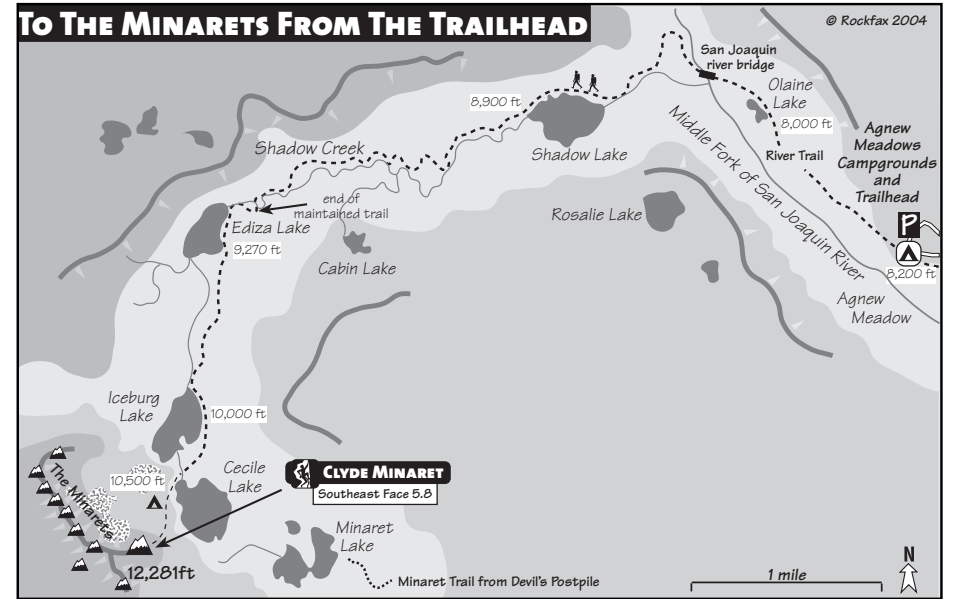 TO THE MINARETS FROM THE TRAILHEAD
© Rockfax 2004
San Joaquin
river bridge
Olaine
Lake
8,900 ft
8,000 ft
Agnew
Meadows
Campgrounds
and
Trailhead
Shadow Creek
Shadow Lake
River Trail
Middle Fork of San Joaquin River
end of
maintained trail
Ediza Lake
9,270 ft
Rosalie Lake
P
Cabin Lake
8,200 ft
Agnew
Meadow
Iceburg
Lake
10,000 ft
Cecile
Lake
CLYDE MINARET
Southeast Face 5.8
10,500 ft
The Minarets
Minaret
Lake
12,281ft
Minaret Trail from Devil's Postpile
1 mile
N